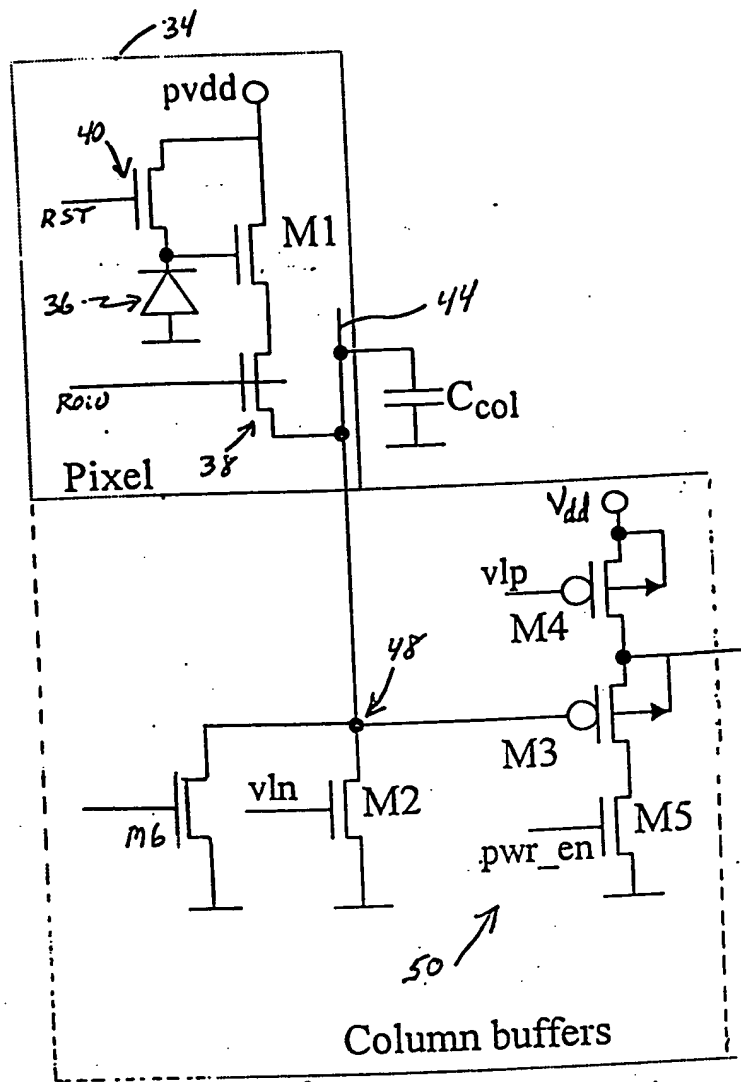 34
pvdd
40
RST
M1
36
44
Row
Ccol
38
Pixel
Vdd
vlp
M4
48
M3
vln
M2
M5
M6
pwr_en
50
Column buffers